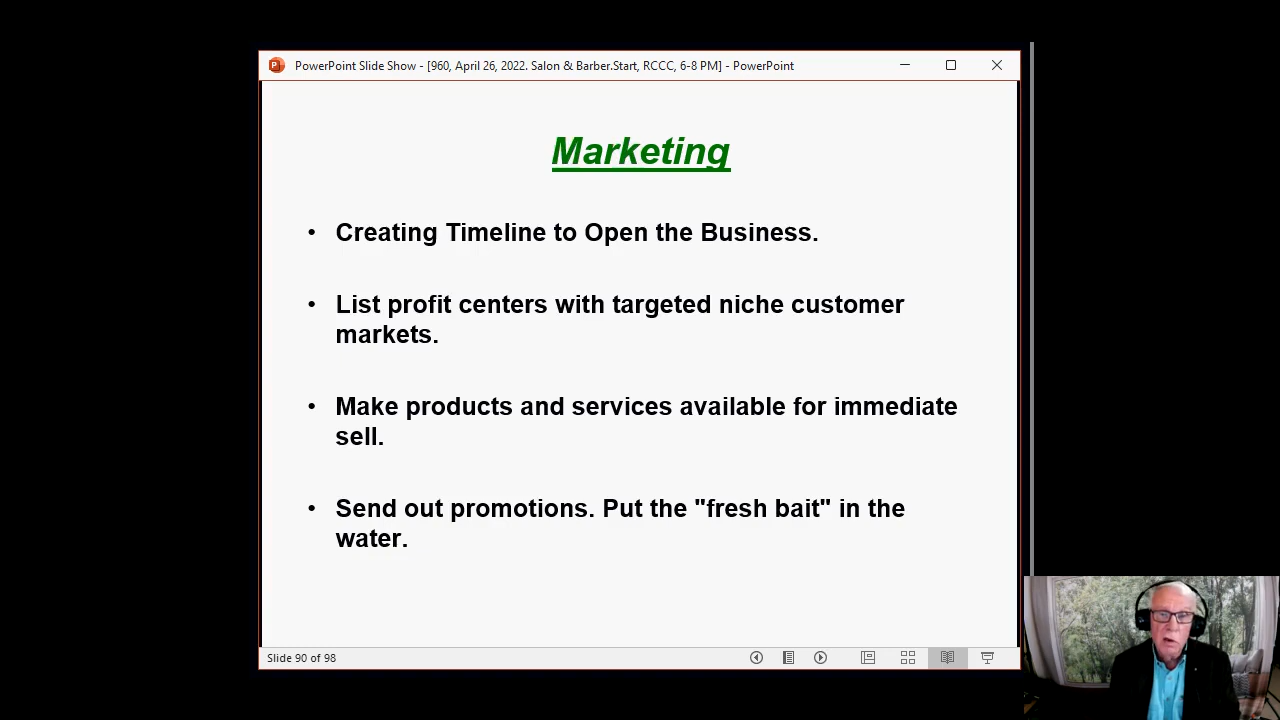 PowerPoint Slide Show - [960, April 26, 2022. Salon & Barber.Start, RCCC, 6-8 PM] - PowerPoint
Marketing
• Creating Timeline to Open the Business.
• List profit centers with targeted niche customer
markets.
• Make products and services available for immediate
sell.
• Send out promotions. Put the "fresh bait" in the
water.
Slide 90 of 98